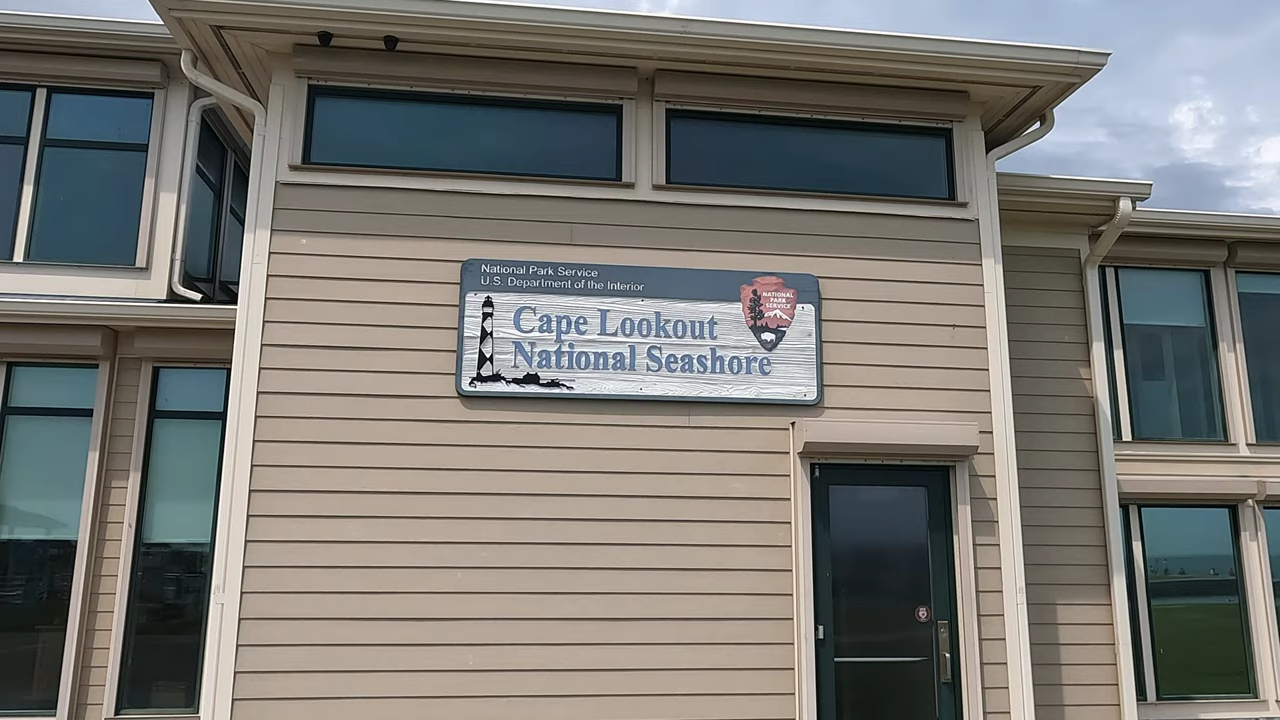 National Park Service
U.S. Department of the Interior
NATIONAL
PARK
SERVICE
Cape Lookout
National Seashore